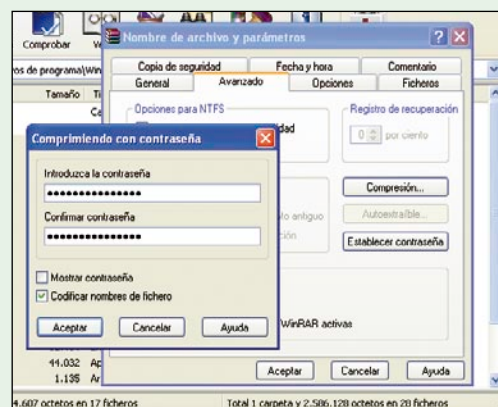 Comprobar
Nombre de archivo y parámetros
os de programa\Win
Copia de seguridad
Fecha y hora
Comentario
General
Avanzado
Opciones
Ficheros
Tamaño
Opciones para NTFS
Registro de recuperación
0 por ciento
Comprimiendo con contraseña
Introduzca la contraseña
Confirmar contraseña
Mostrar contraseña
Codificar nombres de fichero
Aceptar
Cancelar
Ayuda
antiguo
Compresión...
Autoextraíble...
Establecer contraseña
WinRAR activas
44.032
1.135
Aceptar
Cancelar
Ayuda
4.607 octetos en 17 ficheros
Total 1 carpeta y 2.586.128 octetos en 28 ficheros